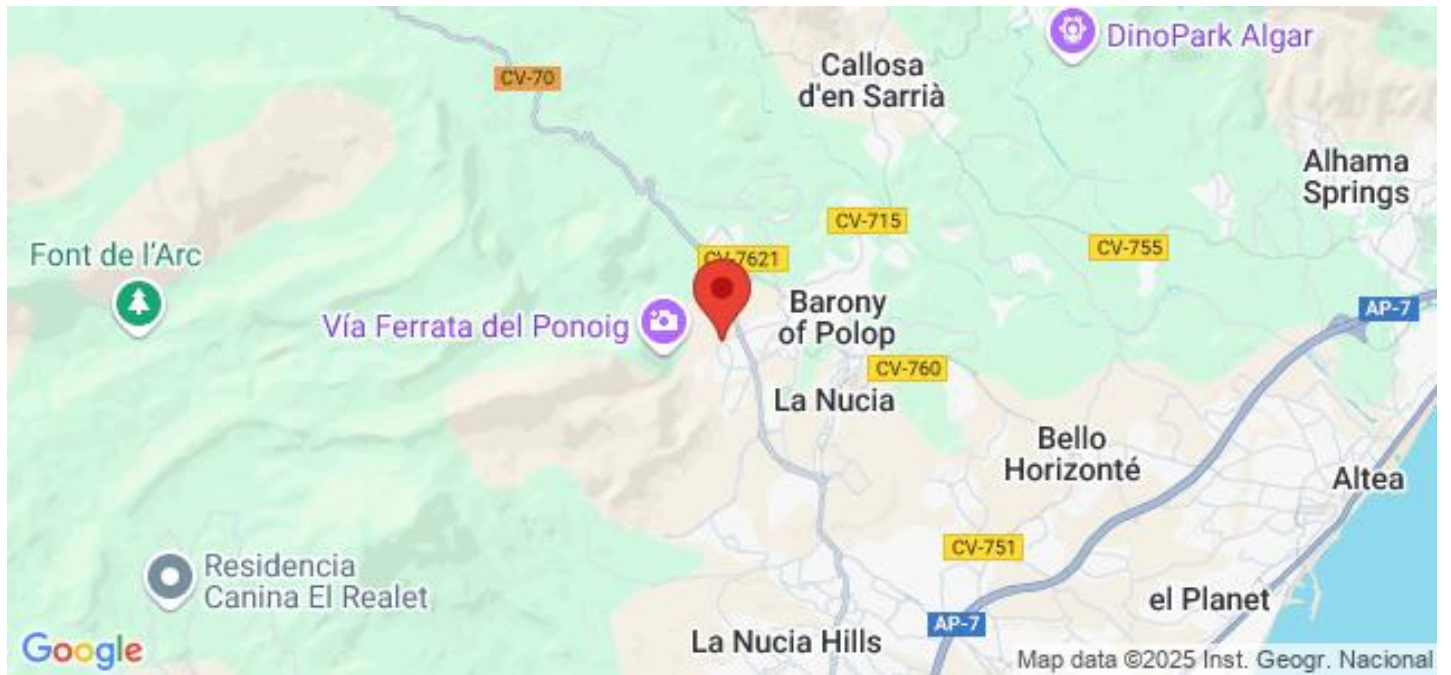 DinoPark Algar
Callosa
d'en Sarrià
CV-70
Alhama
Springs
CV-715
CV-755
Font de l'Arc
CV-7621
Barony
of Polop
AP-7
Vía Ferrata del Ponoig
CV-760
La Nucia
Bello
Horizonté
Altea
CV-751
Residencia
Canina El Realet
el Planet
AP-7
La Nucia Hills
Google
Map data ©2025 Inst. Geogr. Nacional